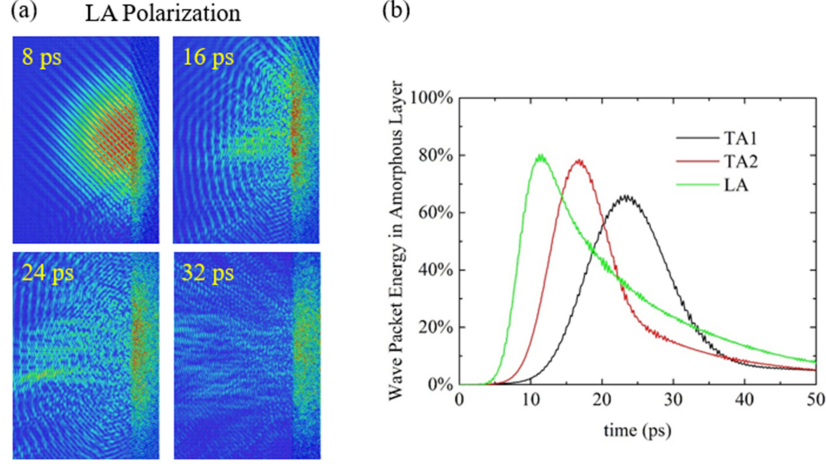 (a) LA Polarization
8 ps
16 ps
24 ps
32 ps
(b)
Wave Packet Energy in Amorphous Layer
100%
80%
60%
40%
20%
0%
TA1
TA2
LA
0 10 20 30 40 50
time (ps)